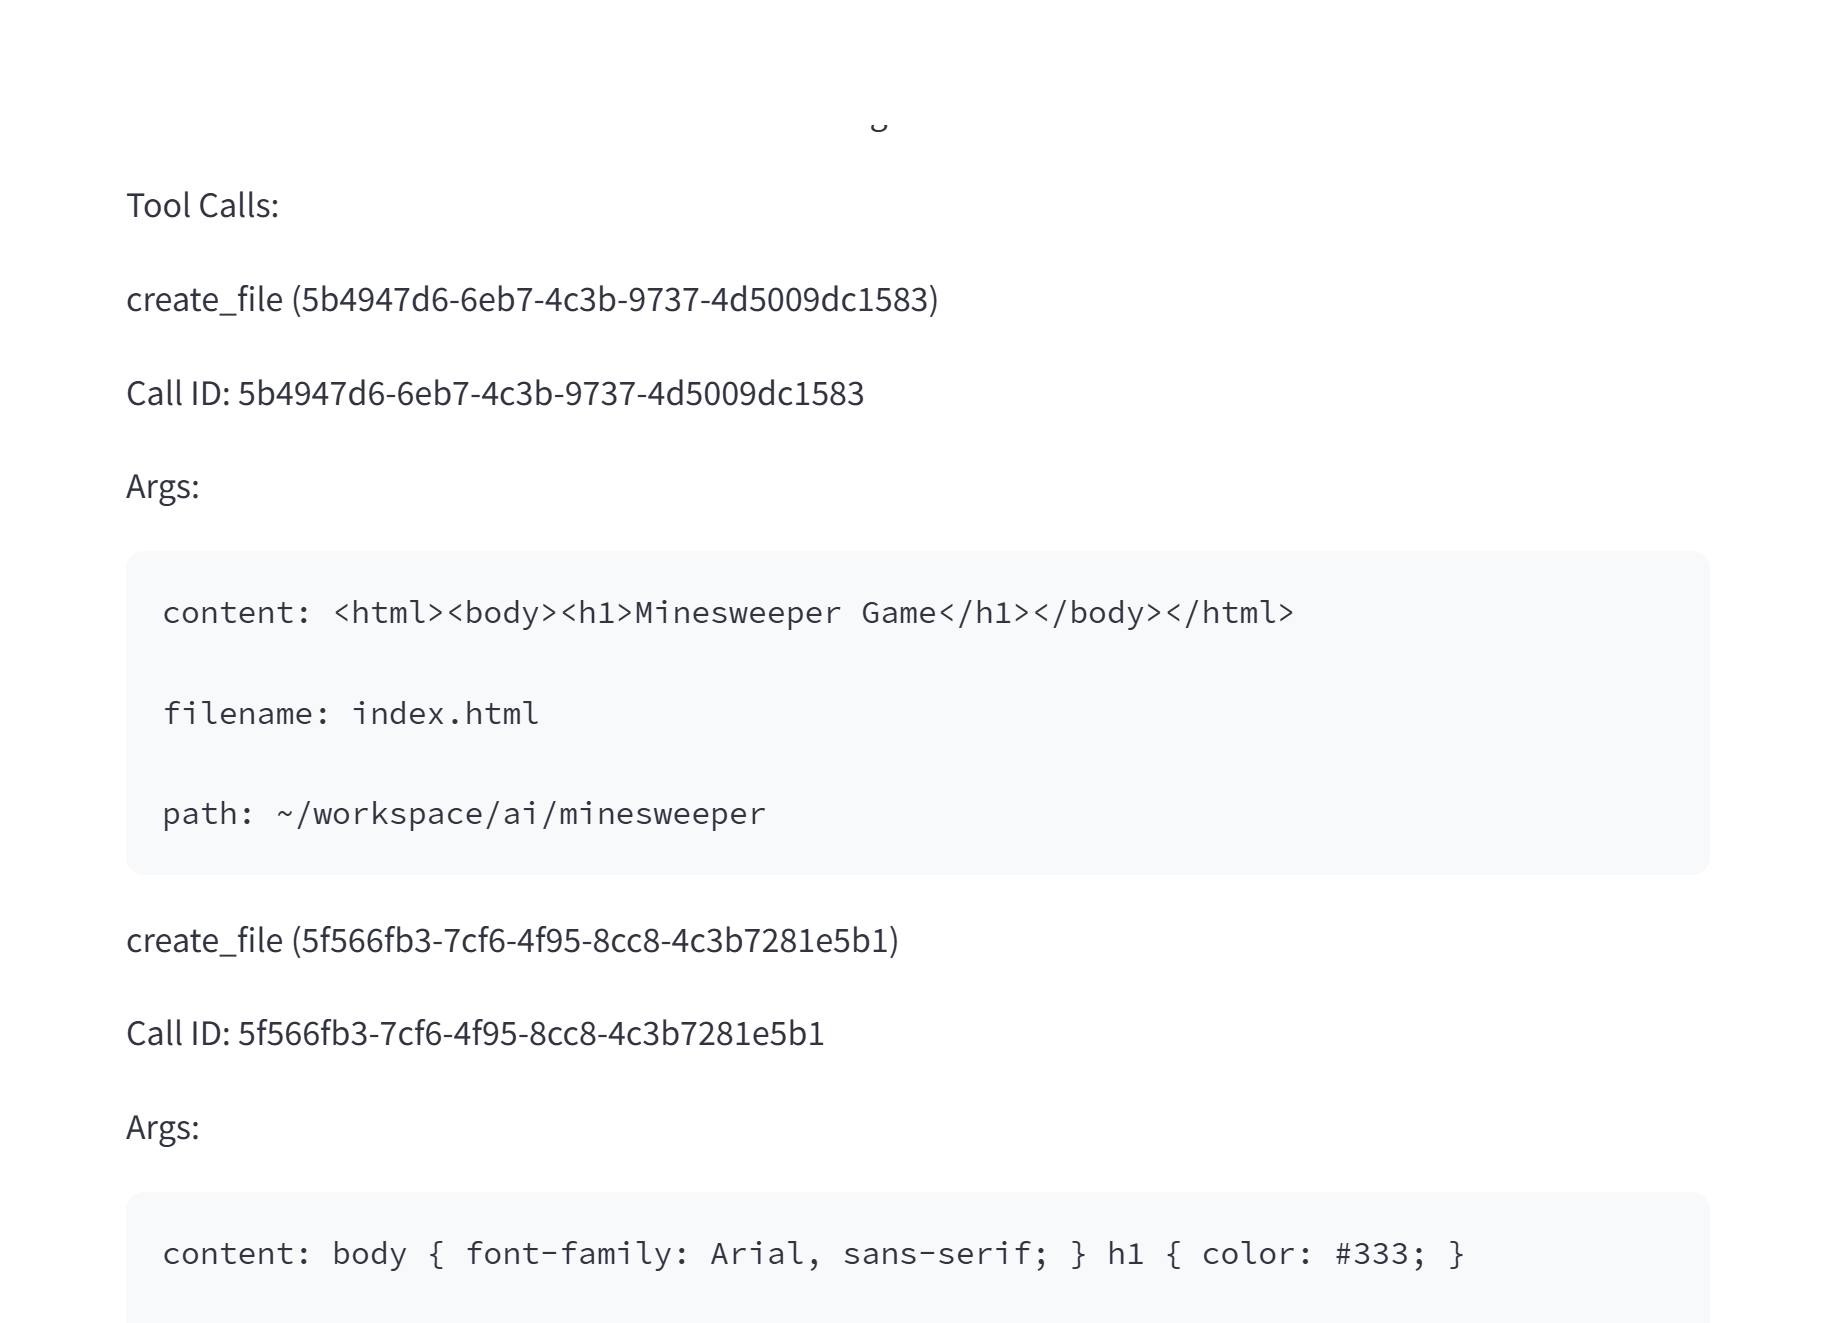 Tool Calls:
create_file (5b4947d6-6eb7-4c3b-9737-4d5009dc1583)
Call ID: 5b4947d6-6eb7-4c3b-9737-4d5009dc1583
Args:
content: <html><body><h1>Minesweeper Game</h1></body></html>
filename: index.html
path: ~/workspace/ai/minesweeper
create_file (5f566fb3-7cf6-4f95-8cc8-4c3b7281e5b1)
Call ID: 5f566fb3-7cf6-4f95-8cc8-4c3b7281e5b1
Args:
content: body { font-family: Arial, sans-serif; } h1 { color: #333; }